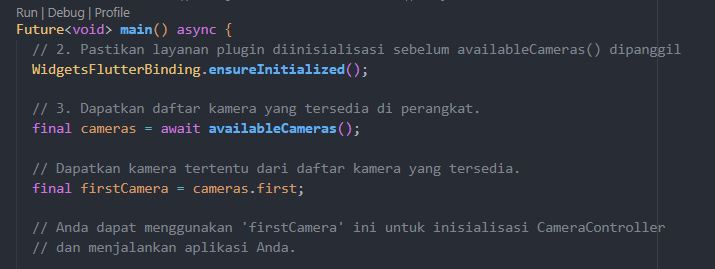 Run | Debug | Profile
Future<void> main() async {
// 2. Pastikan layanan plugin diinisialisasi sebelum availableCameras() dipanggil
WidgetsFlutterBinding.ensureInitialized();
// 3. Dapatkan daftar kamera yang tersedia di perangkat.
final cameras = await availableCameras();
// Dapatkan kamera tertentu dari daftar kamera yang tersedia.
final firstCamera = cameras.first;
// Anda dapat menggunakan 'firstCamera' ini untuk inisialisasi CameraController
// dan menjalankan aplikasi Anda.